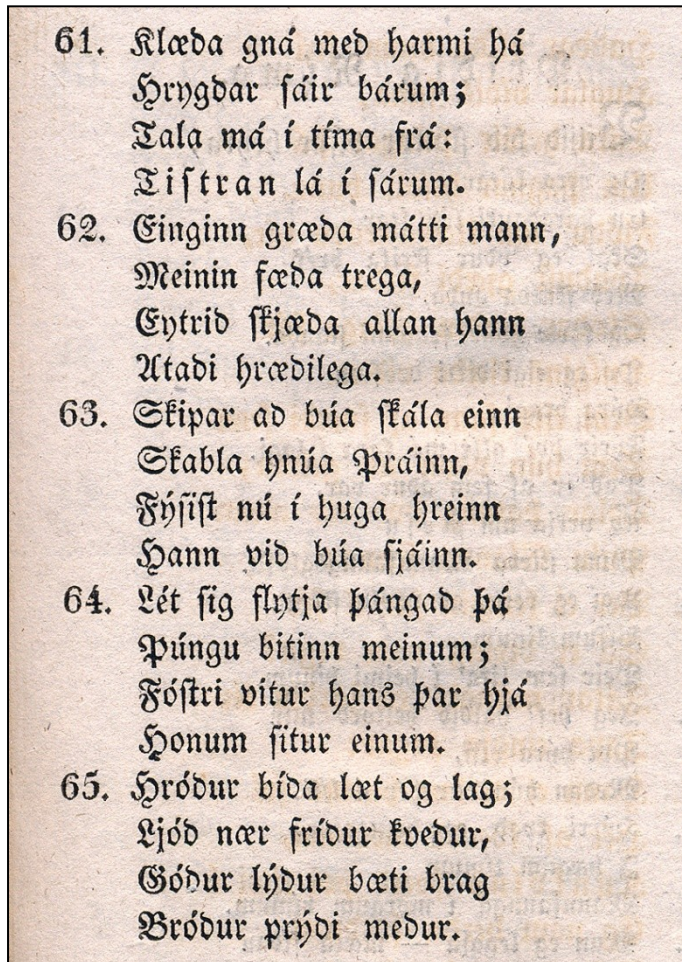 61. Klæda gná med harmi há
Hrygdar sáir bárum;
Tala má í tíma frá:
Tistran lá í sárum.
62. Einginn græda mátti mann,
Meinin fæda trega,
Eytrid skjæda allan hann
Atadi hrædilega.
63. Skipar ad búa skála einn
Skabla hnúa Þráinn,
Fýsist nú í huga hreinn
Hann vid búa sjáinn.
64. Lét sig flytja þángad þá
Þúngu bitinn meinum;
Fóstri vitur hans þar hjá
Honum situr einum.
65. Hródur bída læt og lag;
Ljód nær frídur kvedur,
Gódur lýdur bæti brag
Bródur prýdi medur.